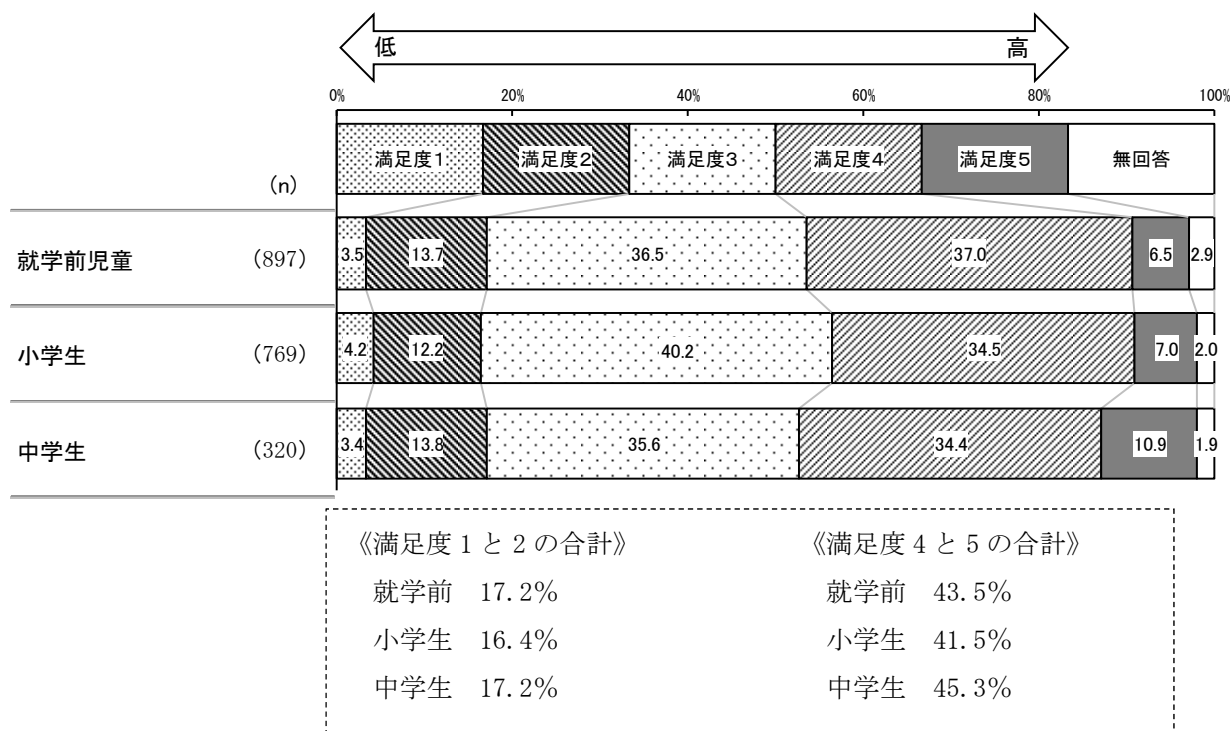 低 高
0% 20% 40% 60% 80% 100%
満足度1 満足度2 満足度3 満足度4 満足度5 無回答
(n)
就学前児童 (897) 3.5 13.7 36.5 37.0 6.5 2.9
小学生 (769) 4.2 12.2 40.2 34.5 7.0 2.0
中学生 (320) 3.4 13.8 35.6 34.4 10.9 1.9
《満足度1と2の合計》 《満足度4と5の合計》
就学前 17.2% 就学前 43.5%
小学生 16.4% 小学生 41.5%
中学生 17.2% 中学生 45.3%